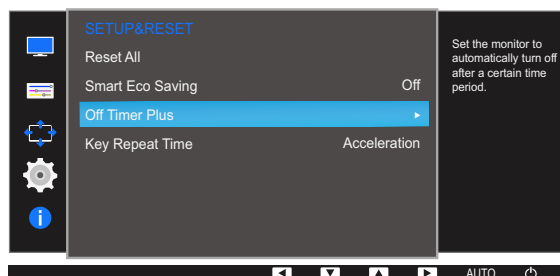 SETUP&RESET
Reset All
Smart Eco Saving Off
Off Timer Plus
Key Repeat Time Acceleration
Set the monitor to
automatically turn off
after a certain time
period.
AUTO